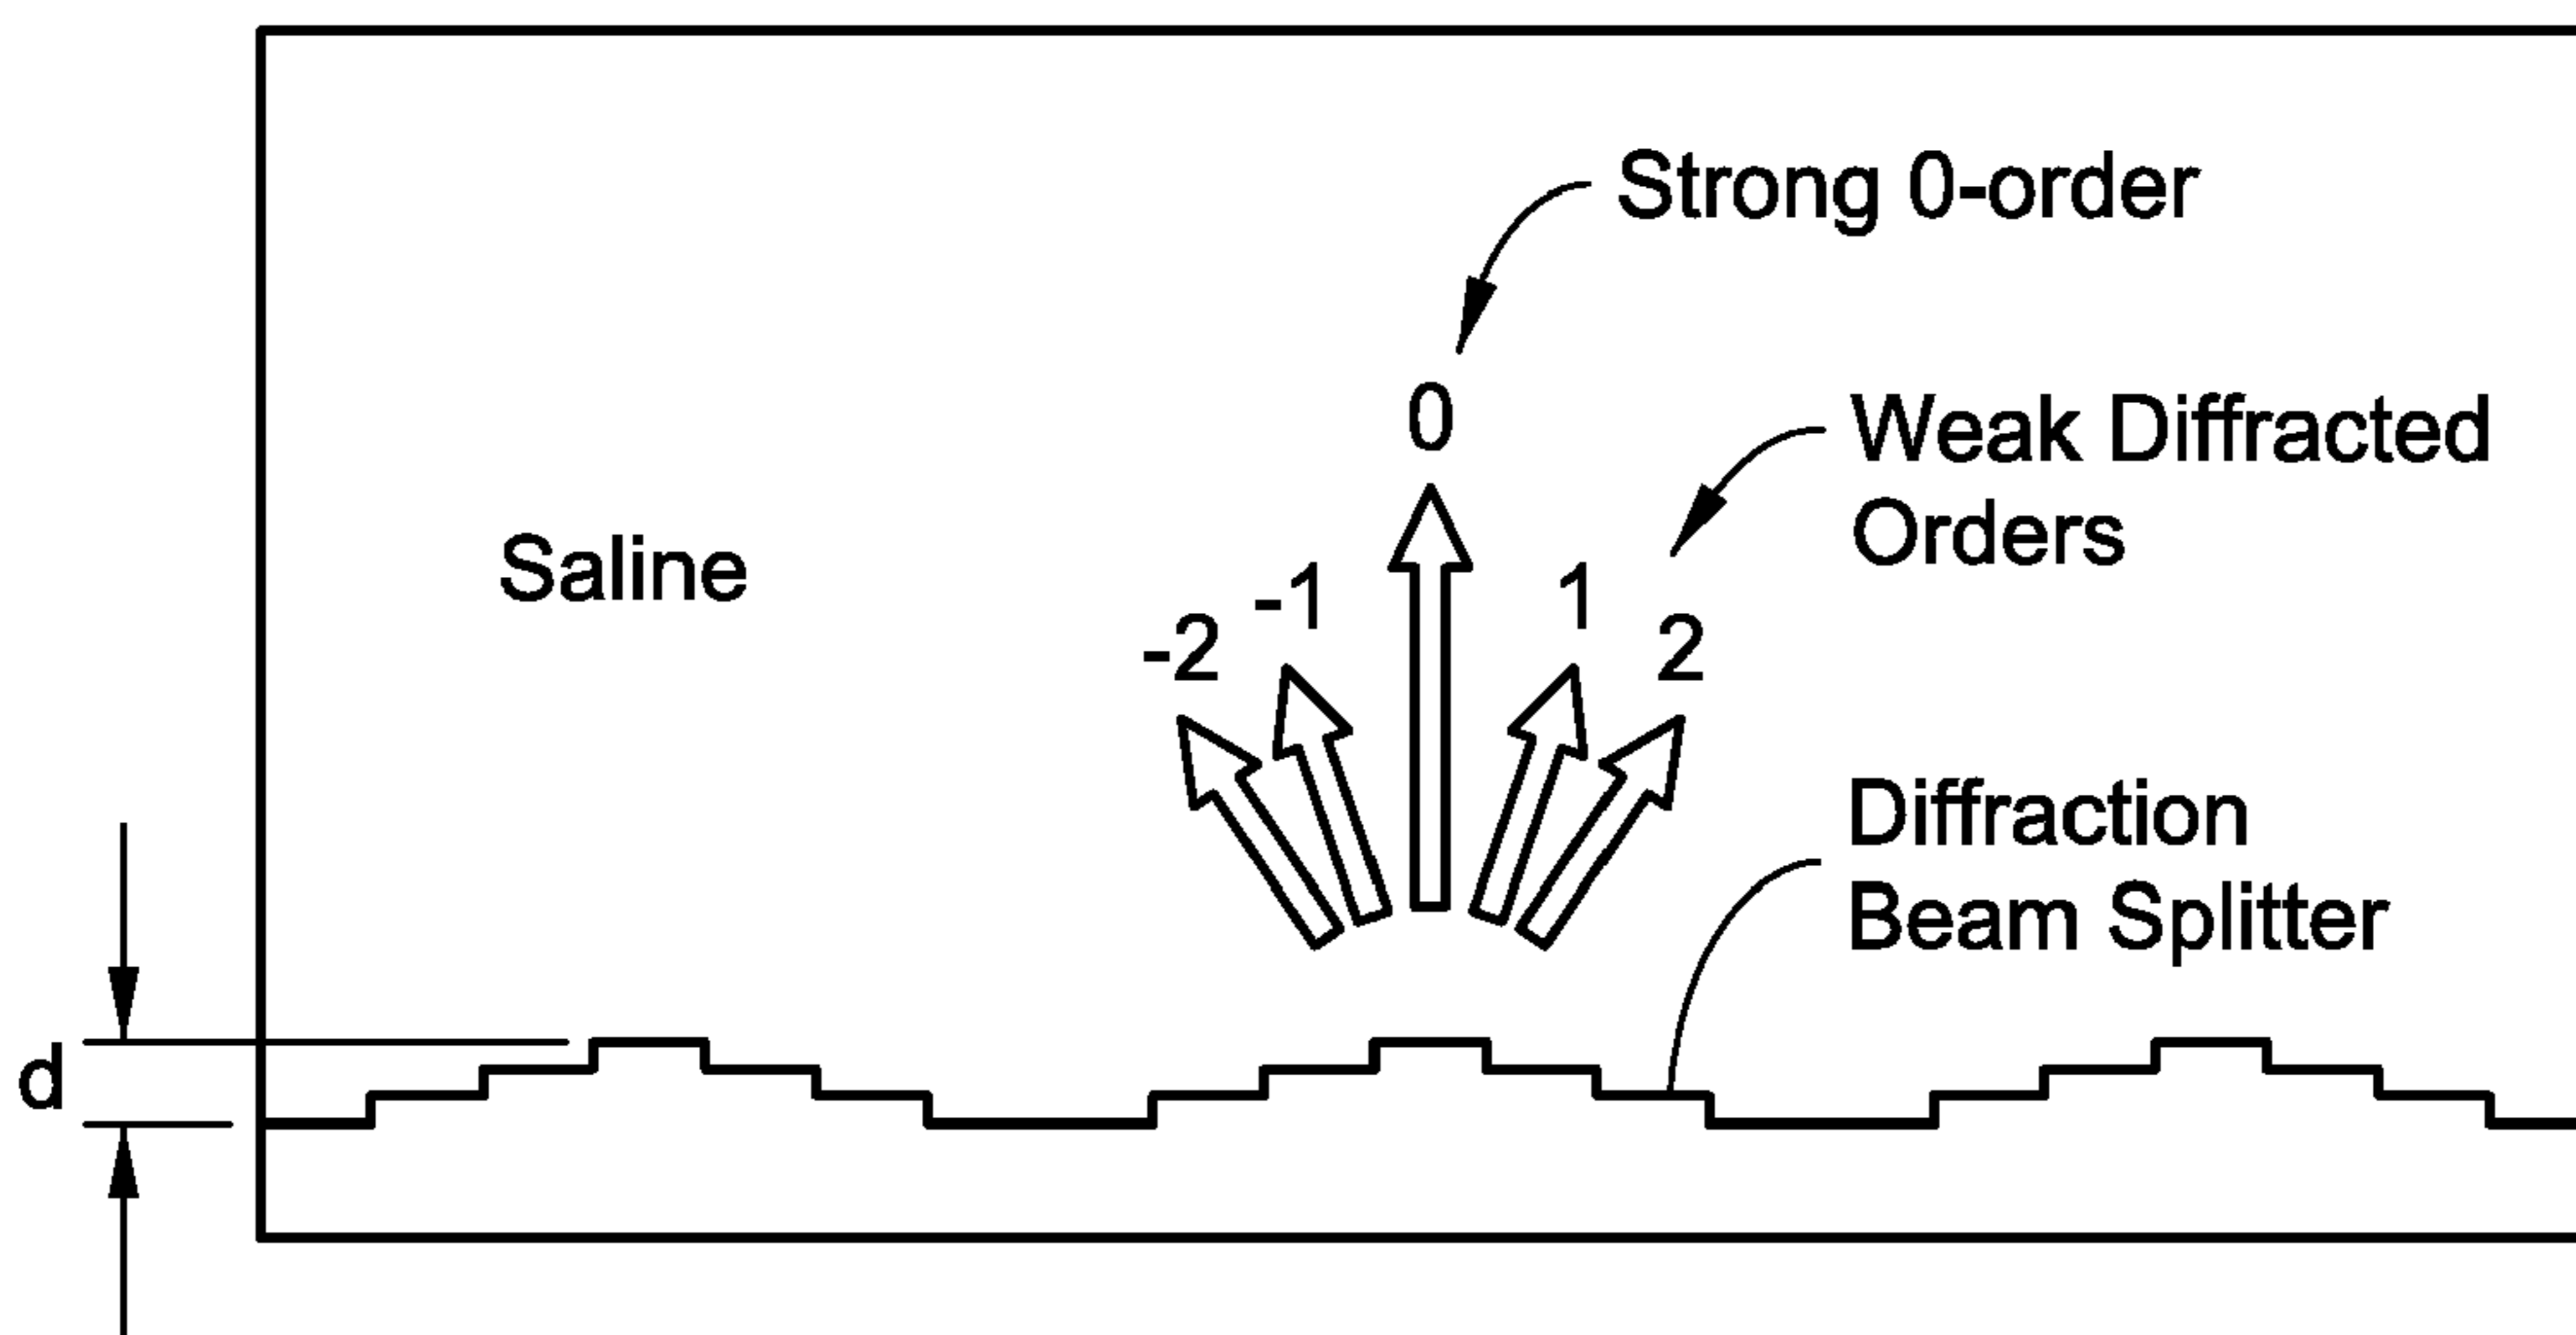 Strong 0-order
0
Weak Diffracted
Orders
Saline
-2 -1 1 2
Diffraction
Beam Splitter
d